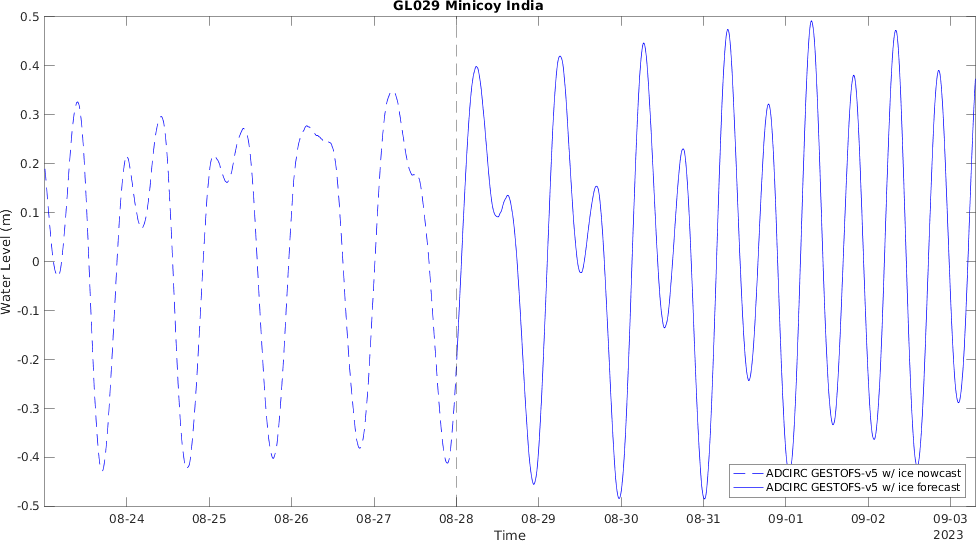 GL029 Minicoy India
0.5
0.4
0.3
0.2
0.1
0
-0.1
-0.2
-0.3
-0.4
-0.5
Water Level (m)
ADCIRC GESTOFS-v5 w/ ice nowcast
ADCIRC GESTOFS-v5 w/ ice forecast
08-24 08-25 08-26 08-27 08-28 08-29 08-30 08-31 09-01 09-02 09-03
2023
Time